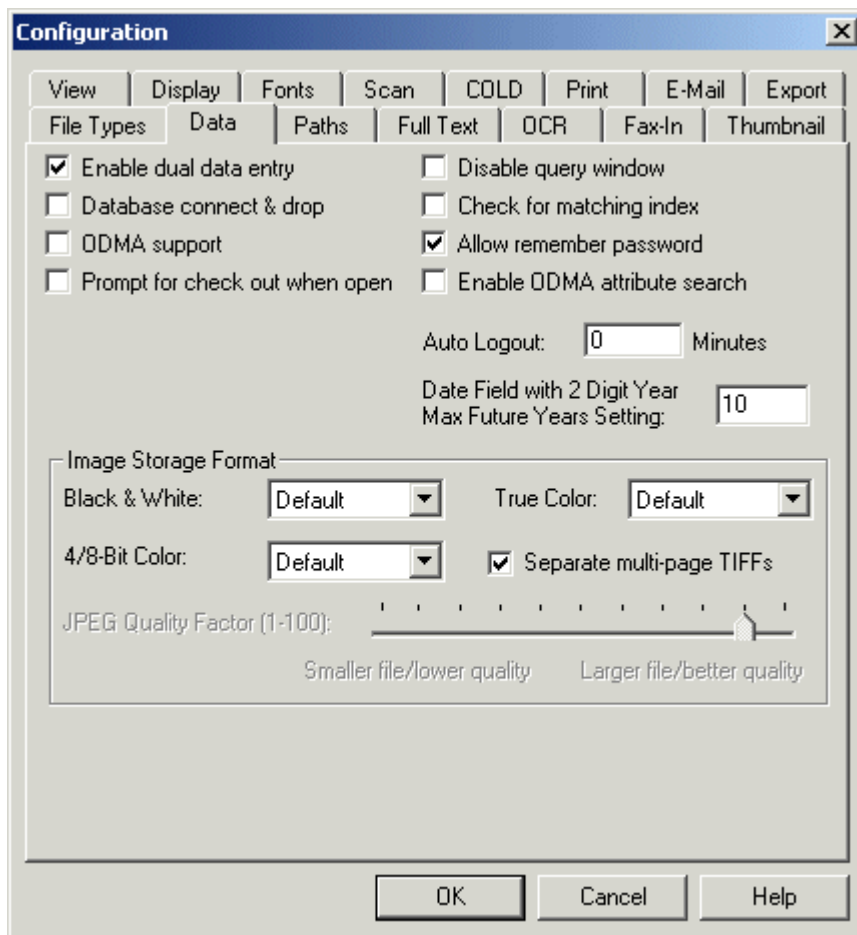 Configuration
View Display Fonts Scan COLD Print E-Mail Export
File Types Data Paths Full Text OCR Fax-In Thumbnail
Enable dual data entry Disable query window
Database connect & drop Check for matching index
ODMA support Allow remember password
Prompt for check out when open Enable ODMA attribute search
Auto Logout: 0 Minutes
Date Field with 2 Digit Year
Max Future Years Setting: 10
Image Storage Format
Black & White: Default True Color: Default
4/8-Bit Color: Default Separate multi-page TIFFs
JPEG Quality Factor (1-100):
Smaller file/lower quality Larger file/better quality
OK Cancel Help